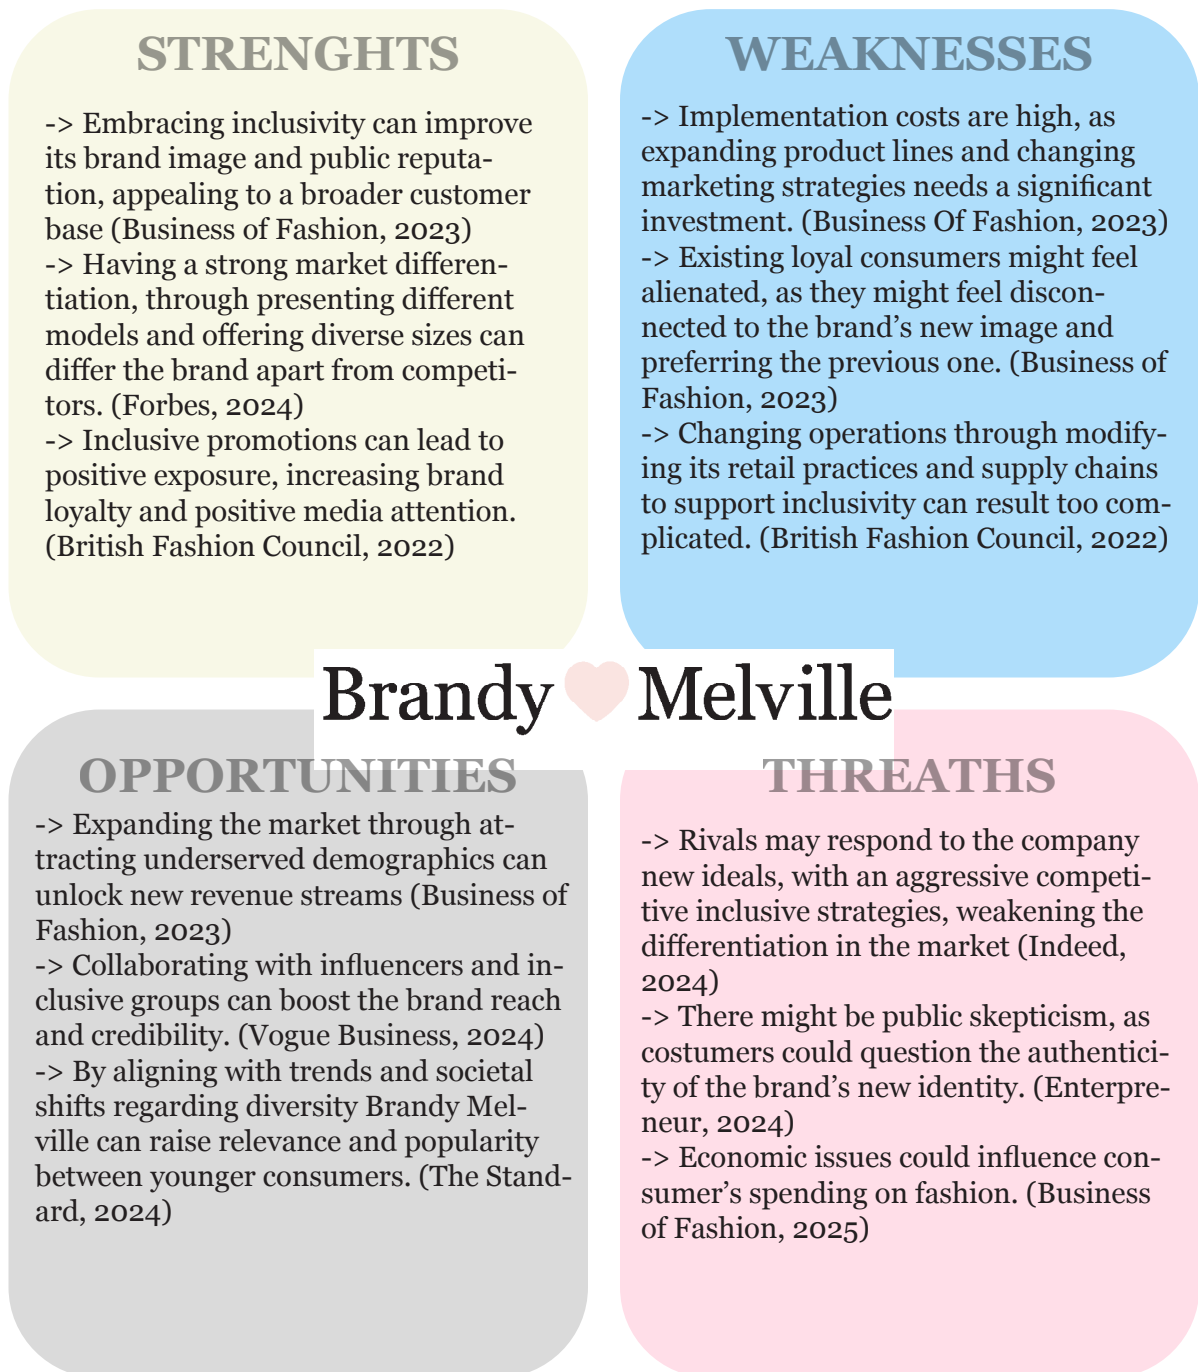 STRENGHTS
-> Embracing inclusivity can improve
its brand image and public reputa-
tion, appealing to a broader customer
base (Business of Fashion, 2023)
-> Having a strong market differen-
tiation, through presenting different
models and offering diverse sizes can
differ the brand apart from competi-
tors. (Forbes, 2024)
-> Inclusive promotions can lead to
positive exposure, increasing brand
loyalty and positive media attention.
(British Fashion Council, 2022)
WEAKNESSES
-> Implementation costs are high, as
expanding product lines and changing
marketing strategies needs a significant
investment. (Business Of Fashion, 2023)
-> Existing loyal consumers might feel
alienated, as they might feel discon-
nected to the brand's new image and
preferring the previous one. (Business of
Fashion, 2023)
-> Changing operations through modify-
ing its retail practices and supply chains
to support inclusivity can result too com-
plicated. (British Fashion Council, 2022)
Brandy Melville
OPPORTUNITIES
-> Expanding the market through at-
tracting underserved demographics can
unlock new revenue streams (Business of
Fashion, 2023)
-> Collaborating with influencers and in-
clusive groups can boost the brand reach
and credibility. (Vogue Business, 2024)
-> By aligning with trends and societal
shifts regarding diversity Brandy Mel-
ville can raise relevance and popularity
between younger consumers. (The Stand-
ard, 2024)
THREATHS
-> Rivals may respond to the company
new ideals, with an aggressive competi-
tive inclusive strategies, weakening the
differentiation in the market (Indeed,
2024)
-> There might be public skepticism, as
costumers could question the authentici-
ty of the brand's new identity. (Enterpre-
neur, 2024)
-> Economic issues could influence con-
sumer's spending on fashion. (Business
of Fashion, 2025)